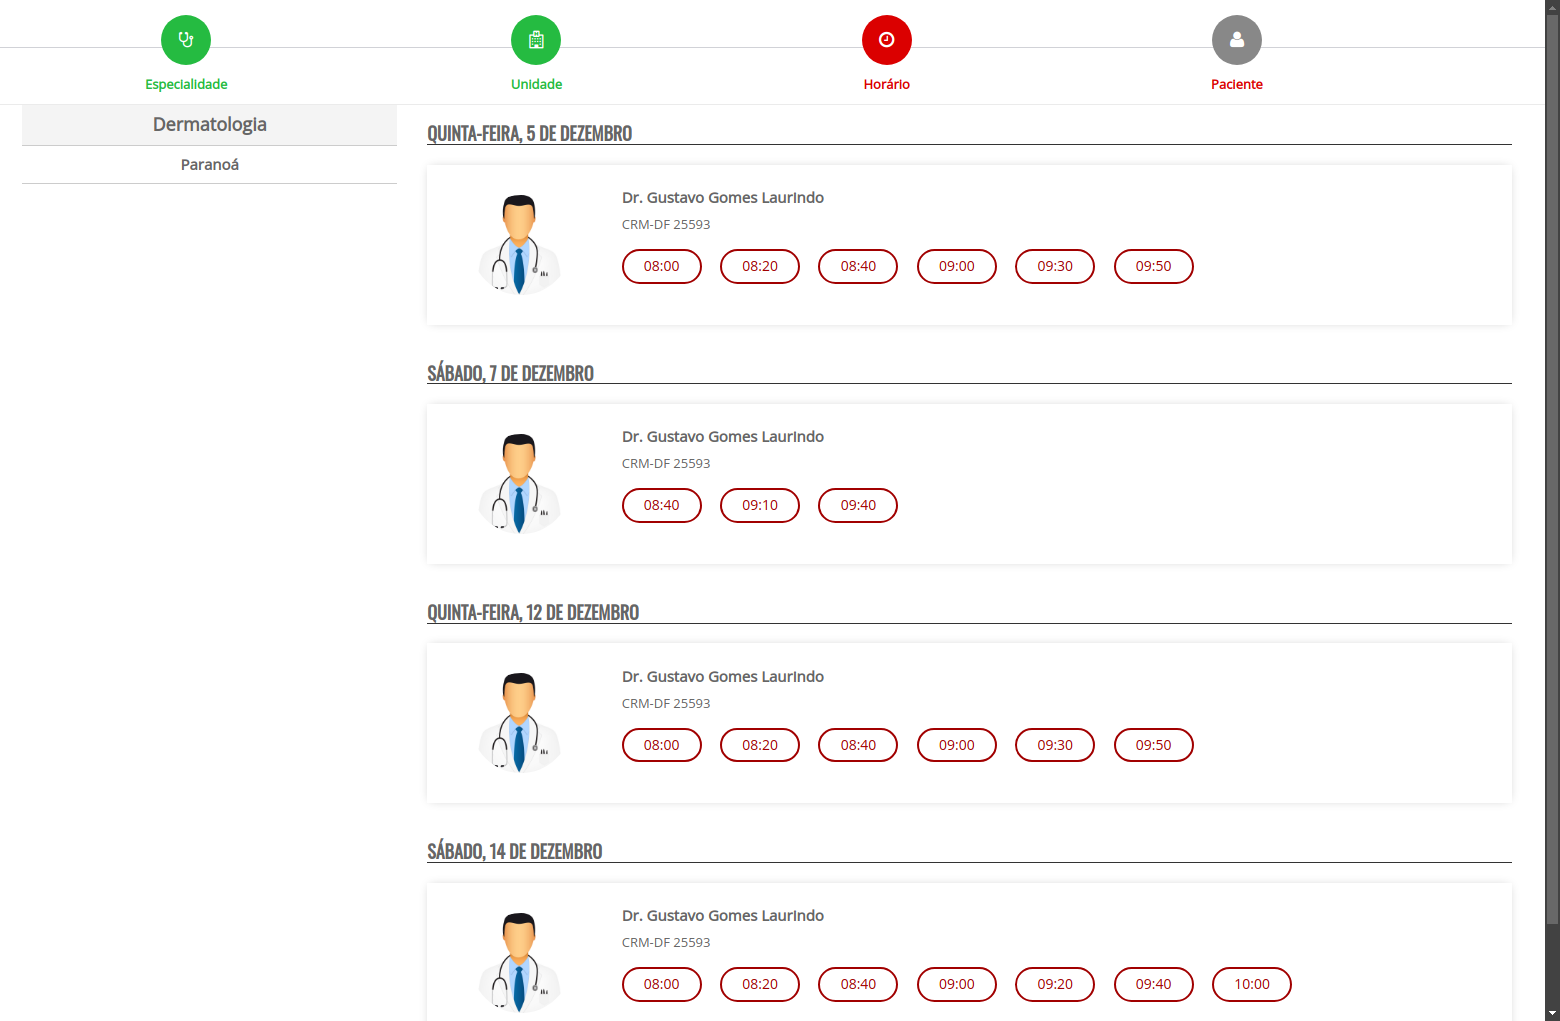 Especialidade
Unidade
Horário
Paciente
Dermatologia
Paranoá
QUINTA-FEIRA, 5 DE DEZEMBRO
Dr. Gustavo Gomes Laurindo
CRM-DF 25593
08:00 08:20 08:40 09:00 09:30 09:50
SÁBADO, 7 DE DEZEMBRO
Dr. Gustavo Gomes Laurindo
CRM-DF 25593
08:40 09:10 09:40
QUINTA-FEIRA, 12 DE DEZEMBRO
Dr. Gustavo Gomes Laurindo
CRM-DF 25593
08:00 08:20 08:40 09:00 09:30 09:50
SÁBADO, 14 DE DEZEMBRO
Dr. Gustavo Gomes Laurindo
CRM-DF 25593
08:00 08:20 08:40 09:00 09:20 09:40 10:00